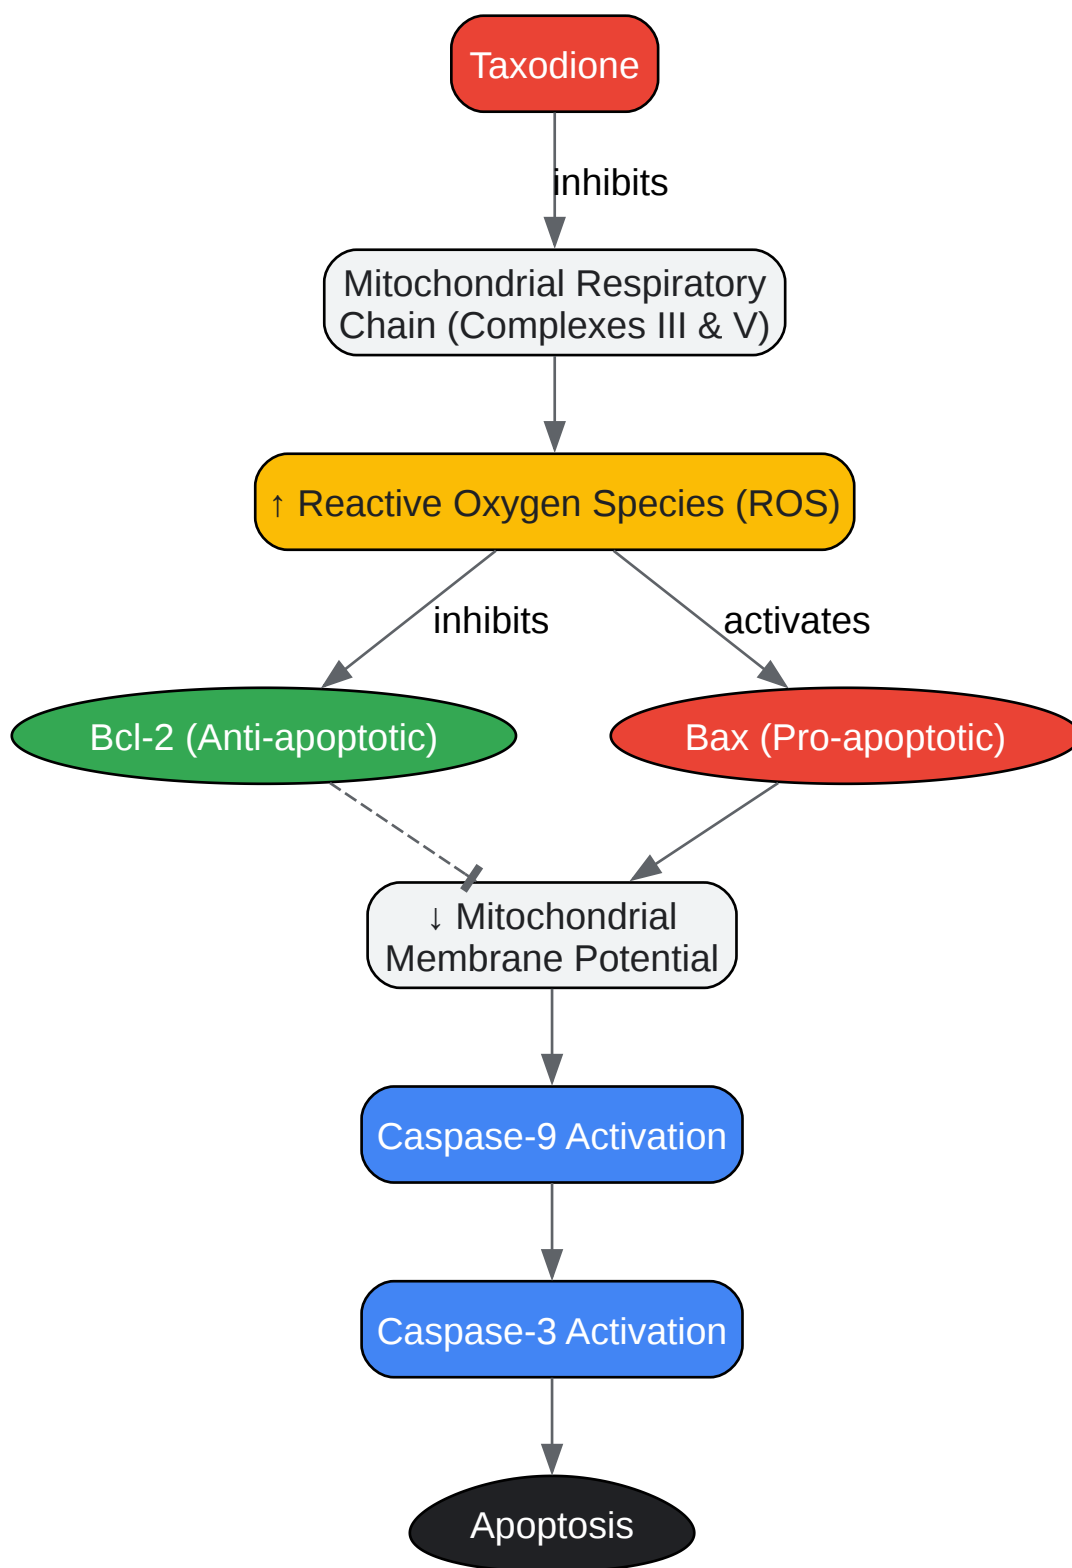 Taxodione
inhibits
Mitochondrial Respiratory
Chain (Complexes III & V)
↑ Reactive Oxygen Species (ROS)
inhibits
activates
Bcl-2 (Anti-apoptotic)
Bax (Pro-apoptotic)
↓ Mitochondrial
Membrane Potential
Caspase-9 Activation
Caspase-3 Activation
Apoptosis